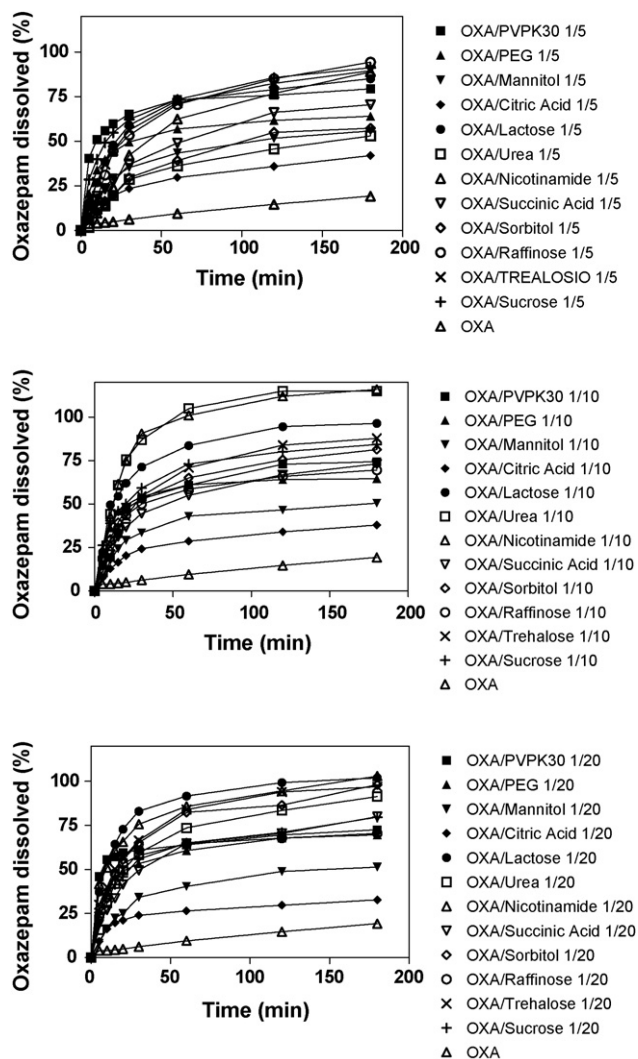 Oxazepam dissolved (%)
100
75
50
25
0
0
50
100
150
200
Time (min)
OXA/PVPK30 1/5
OXA/PEG 1/5
OXA/Mannitol 1/5
OXA/Citric Acid 1/5
OXA/Lactose 1/5
OXA/Urea 1/5
OXA/Nicotinamide 1/5
OXA/Succinic Acid 1/5
OXA/Sorbitol 1/5
OXA/Raffinose 1/5
OXA/TREALOSIO 1/5
OXA/Sucrose 1/5
OXA
Oxazepam dissolved (%)
100
75
50
25
0
0
50
100
150
200
Time (min)
OXA/PVPK30 1/10
OXA/PEG 1/10
OXA/Mannitol 1/10
OXA/Citric Acid 1/10
OXA/Lactose 1/10
OXA/Urea 1/10
OXA/Nicotinamide 1/10
OXA/Succinic Acid 1/10
OXA/Sorbitol 1/10
OXA/Raffinose 1/10
OXA/Trehalose 1/10
OXA/Sucrose 1/10
OXA
Oxazepam dissolved (%)
100
75
50
25
0
0
50
100
150
200
Time (min)
OXA/PVPK30 1/20
OXA/PEG 1/20
OXA/Mannitol 1/20
OXA/Citric Acid 1/20
OXA/Lactose 1/20
OXA/Urea 1/20
OXA/Nicotinamide 1/20
OXA/Succinic Acid 1/20
OXA/Sorbitol 1/20
OXA/Raffinose 1/20
OXA/Trehalose 1/20
OXA/Sucrose 1/20
OXA